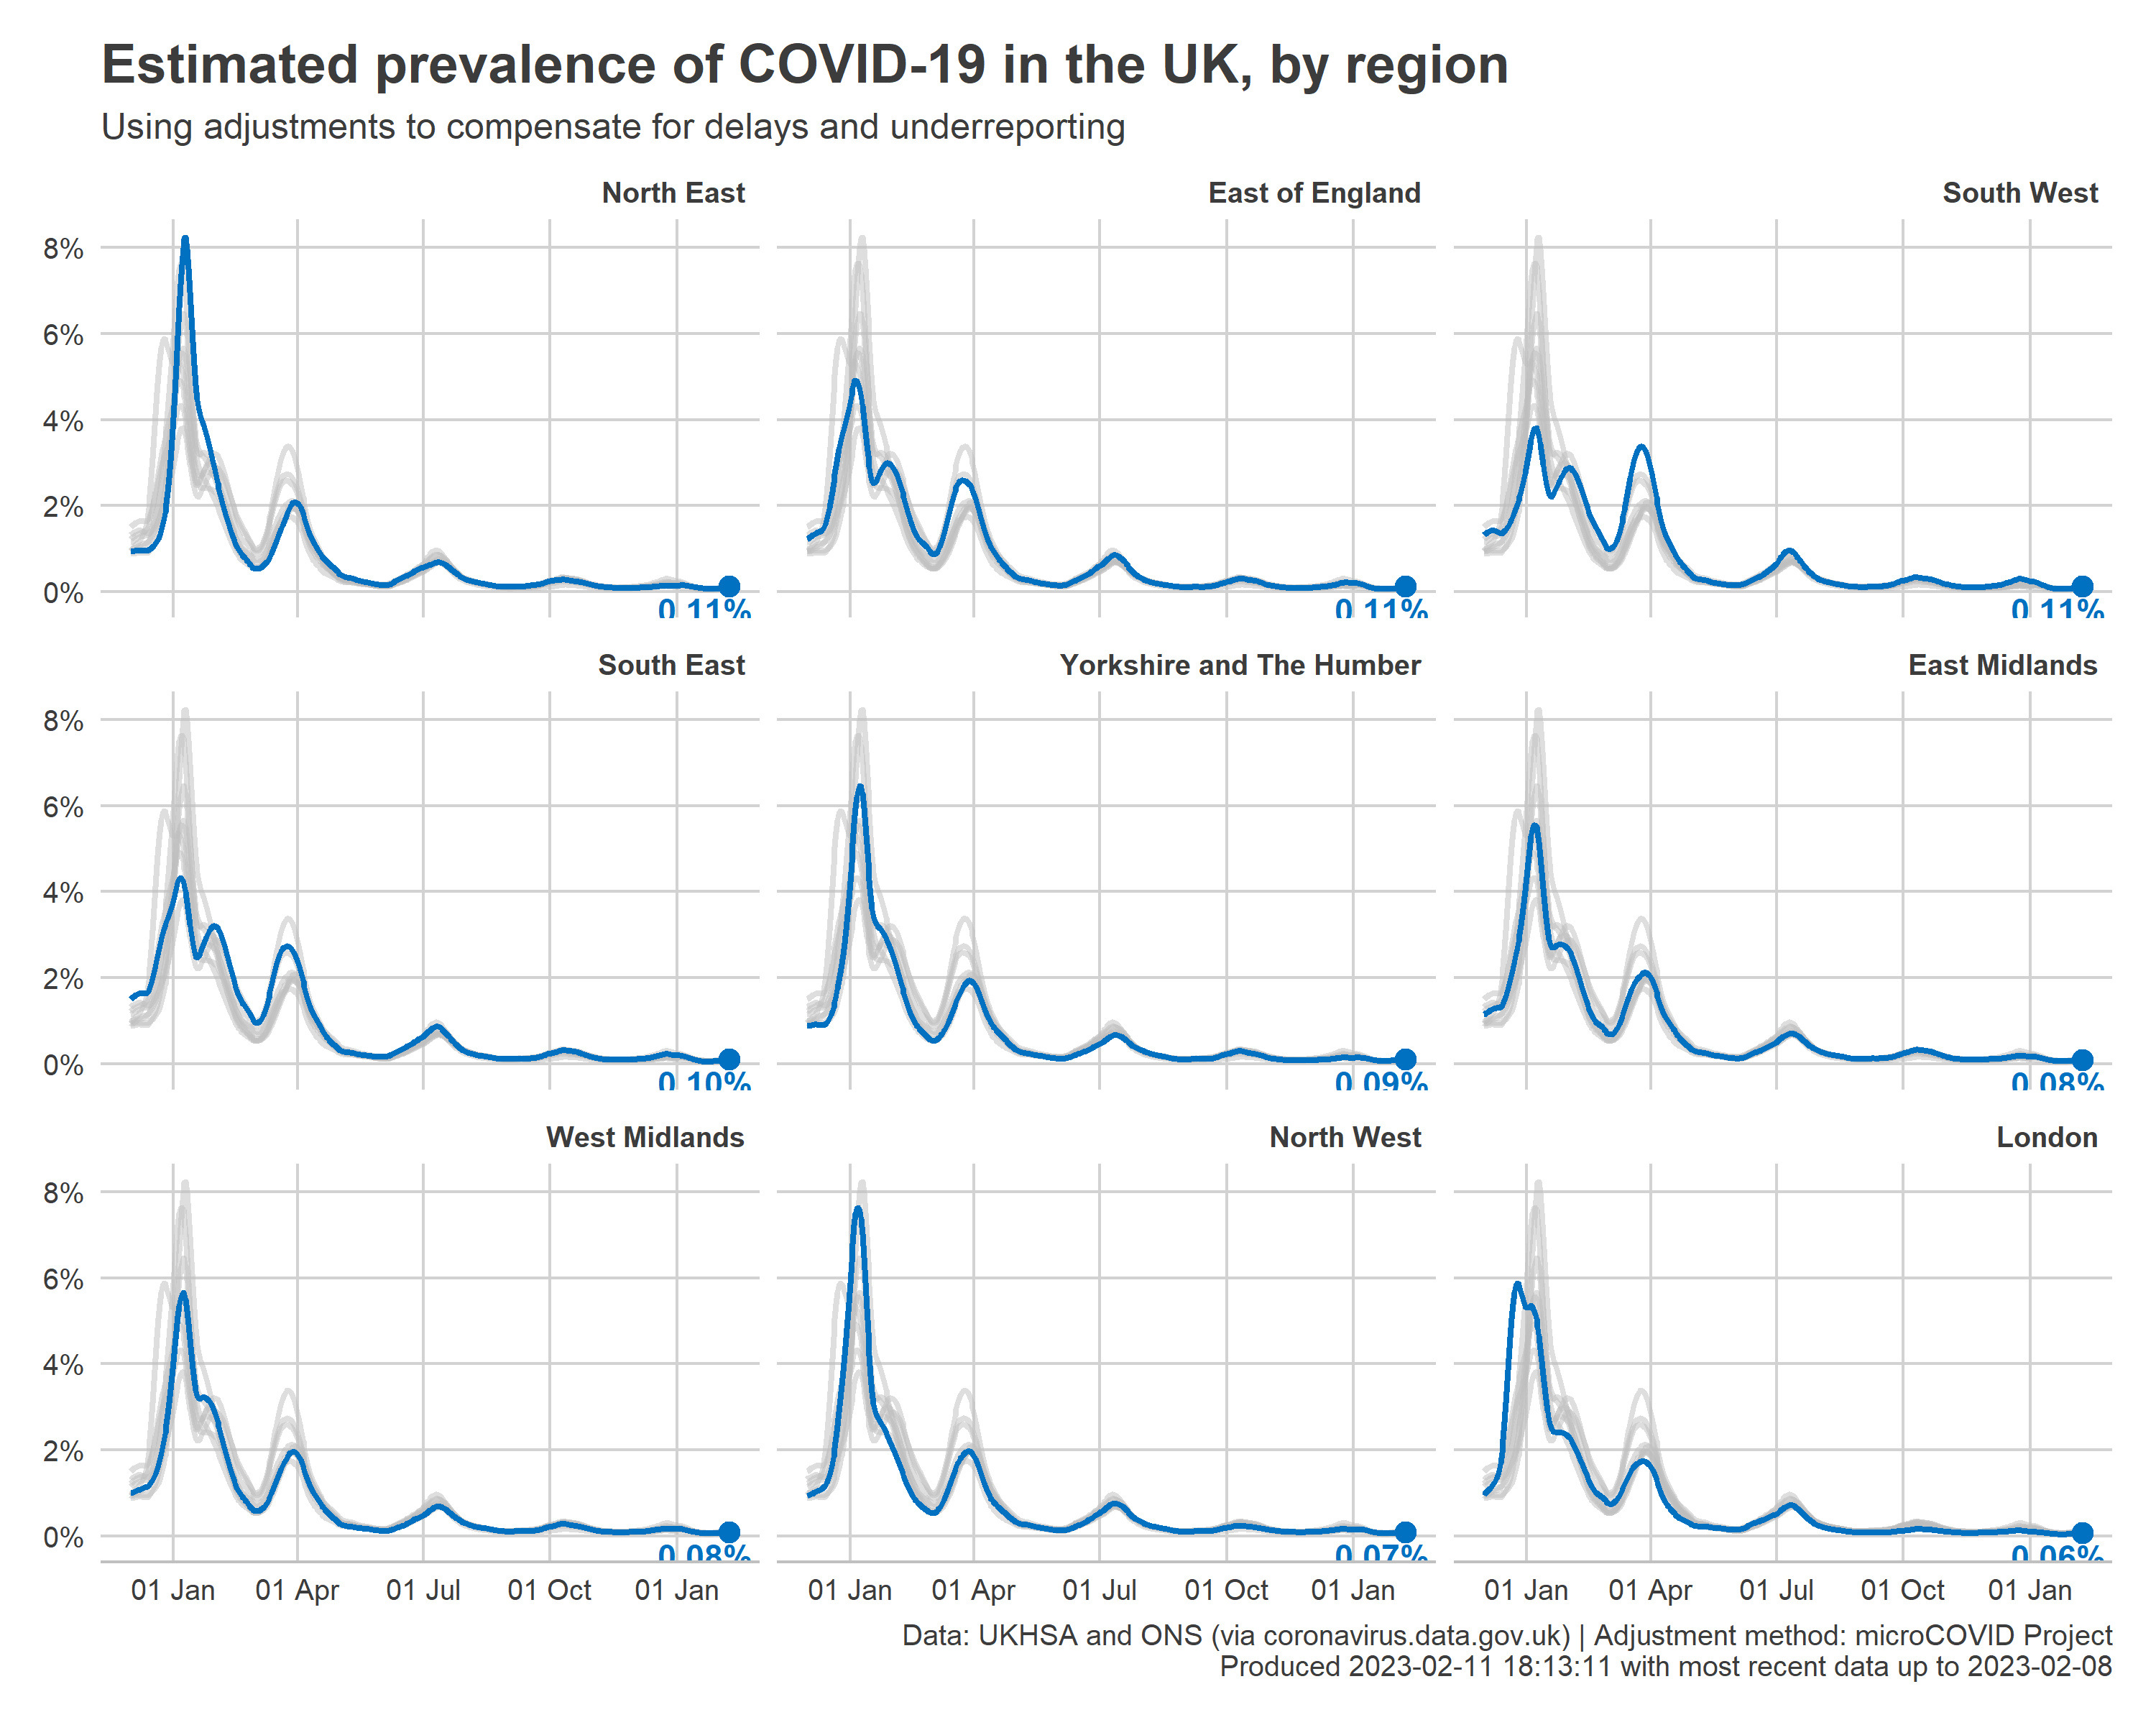 Estimated prevalence of COVID-19 in the UK, by region
Using adjustments to compensate for delays and underreporting
North East
East of England
South West
8%
6%
4%
2%
0%
0.11%
0.11%
0.11%
South East
Yorkshire and The Humber
East Midlands
8%
6%
4%
2%
0%
0.10%
0.09%
0.08%
West Midlands
North West
London
8%
6%
4%
2%
0%
0.08%
0.07%
0.06%
01 Jan 01 Apr 01 Jul 01 Oct 01 Jan
01 Jan 01 Apr 01 Jul 01 Oct 01 Jan
01 Jan 01 Apr 01 Jul 01 Oct 01 Jan
Data: UKHSA and ONS (via coronavirus.data.gov.uk) | Adjustment method: microCOVID Project
Produced 2023-02-11 18:13:11 with most recent data up to 2023-02-08